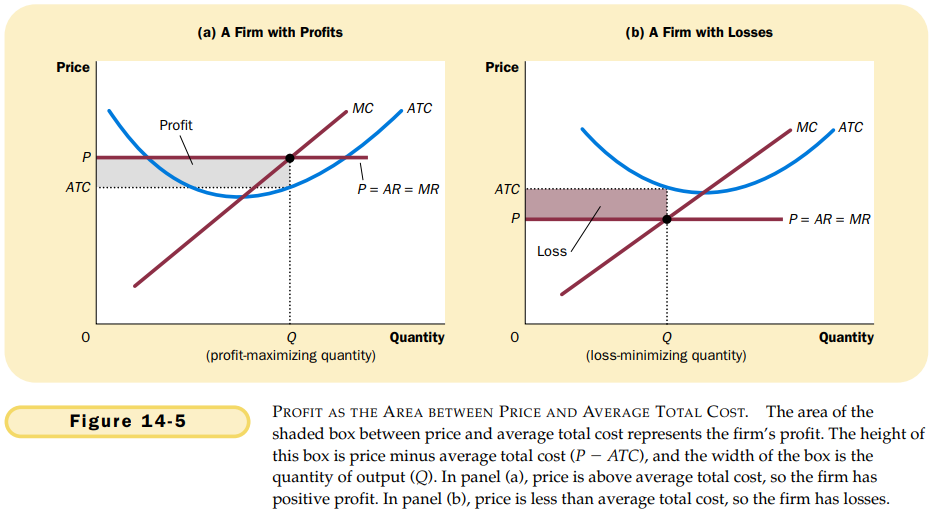 (a) A Firm with Profits
Price
MC
ATC
Profit
P
ATC
P = AR = MR
0
Q
Quantity
(profit-maximizing quantity)
(b) A Firm with Losses
Price
MC
ATC
ATC
P
P = AR = MR
Loss
0
Q
Quantity
(loss-minimizing quantity)
Figure 14-5
PROFIT AS THE AREA BETWEEN PRICE AND AVERAGE TOTAL COST. The area of the
shaded box between price and average total cost represents the firm's profit. The height of
this box is price minus average total cost (P − ATC), and the width of the box is the
quantity of output (Q). In panel (a), price is above average total cost, so the firm has
positive profit. In panel (b), price is less than average total cost, so the firm has losses.